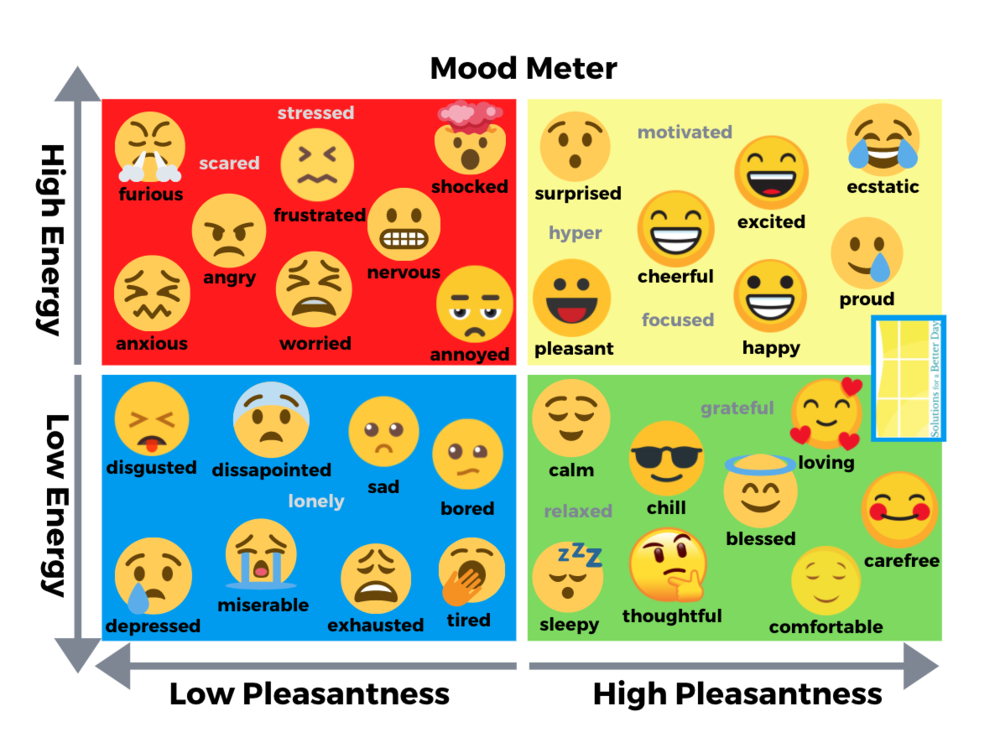 Mood Meter
High Energy
stressed
scared
furious
frustrated
shocked
angry
nervous
anxious
worried
annoyed
motivated
surprised
excited
ecstatic
hyper
cheerful
proud
focused
pleasant
happy
Solutions for a Better Day
Low Energy
disgusted
dissapointed
sad
bored
lonely
depressed
miserable
exhausted
tired
grateful
calm
chill
loving
relaxed
blessed
carefree
ZZZ
sleepy
thoughtful
comfortable
Low Pleasantness
High Pleasantness